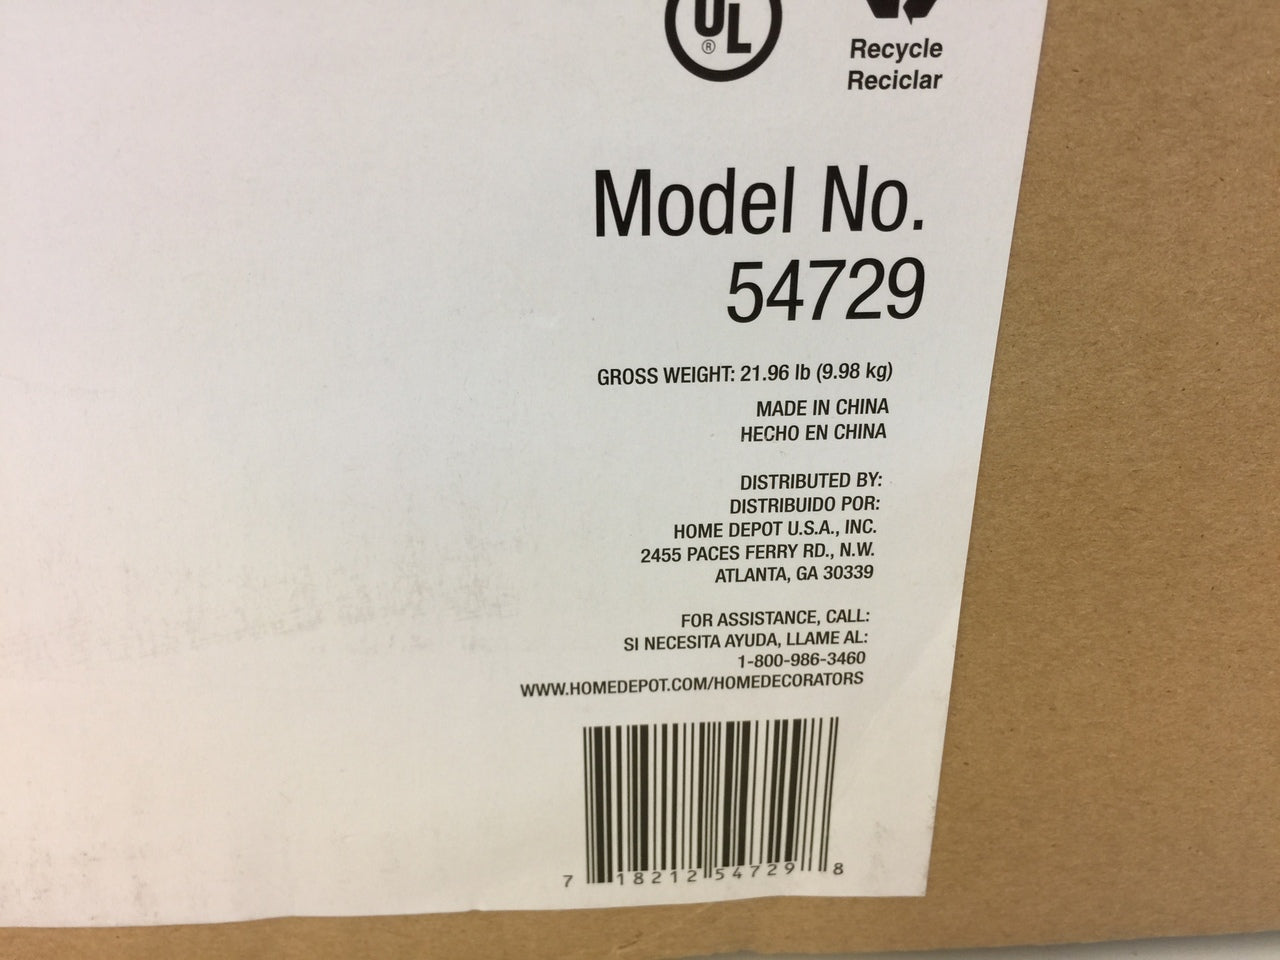 UL
®
Recycle
Reciclar
Model No.
54729
GROSS WEIGHT: 21.96 lb (9.98 kg)
MADE IN CHINA
HECHO EN CHINA
DISTRIBUTED BY:
DISTRIBUIDO POR:
HOME DEPOT U.S.A., INC.
2455 PACES FERRY RD., N.W.
ATLANTA, GA 30339
FOR ASSISTANCE, CALL:
SI NECESITA AYUDA, LLAME AL:
1-800-986-3460
WWW.HOMEDEPOT.COM/HOMEDECORATORS
7 18212 54729 8